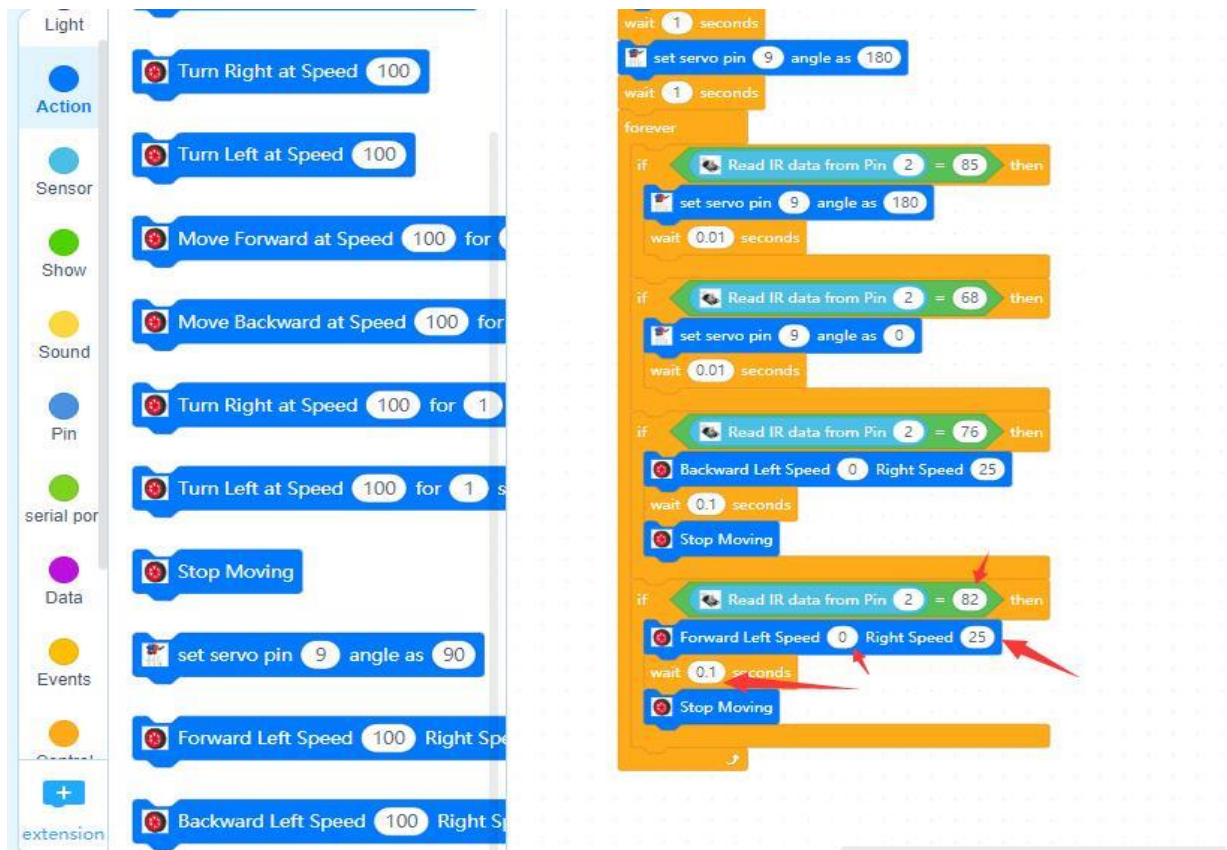 Light
Action
Sensor
Show
Sound
Pin
serial por
Data
Events
extension
Turn Right at Speed 100
Turn Left at Speed 100
Move Forward at Speed 100 for
Move Backward at Speed 100 for
Turn Right at Speed 100 for 1
Turn Left at Speed 100 for 1 s
Stop Moving
set servo pin 9 angle as 90
Forward Left Speed 100 Right Spe
Backward Left Speed 100 Right Sp
wait 1 seconds
set servo pin 9 angle as 180
wait 1 seconds
forever
if Read IR data from Pin 2 = 85 then
set servo pin 9 angle as 180
wait 0.01 seconds
if Read IR data from Pin 2 = 68 then
set servo pin 9 angle as 0
wait 0.01 seconds
if Read IR data from Pin 2 = 76 then
Backward Left Speed 0 Right Speed 25
wait 0.1 seconds
Stop Moving
if Read IR data from Pin 2 = 82 then
Forward Left Speed 0 Right Speed 25
wait 0.1 seconds
Stop Moving